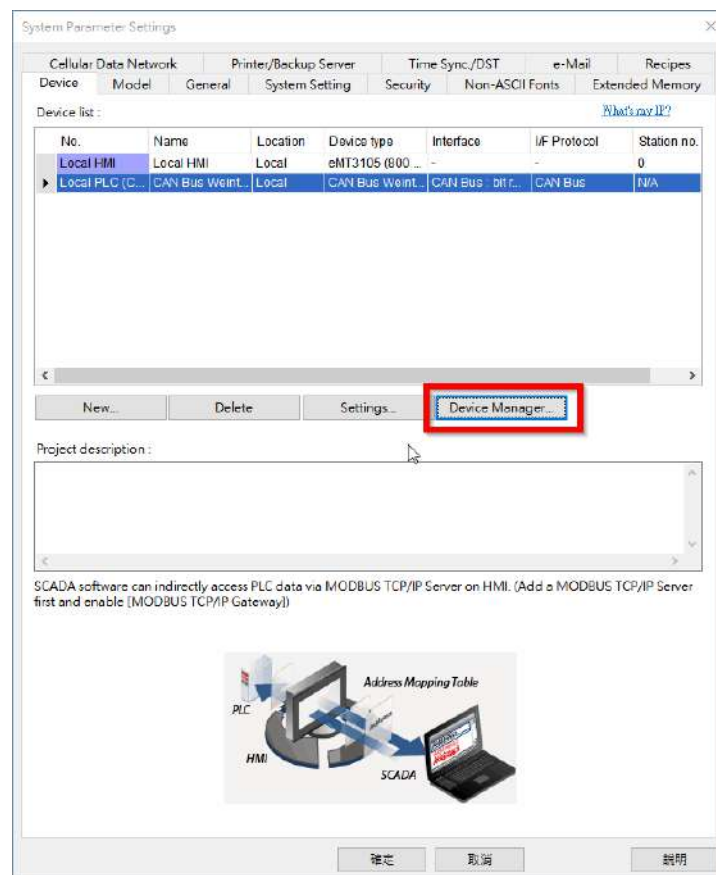 System Parameter Settings
Cellular Data Network Printer/Backup Server Time Sync./DST e-Mail Recipes
Device Model General System Setting Security Non-ASCII Fonts Extended Memory
Device list :
What's my IP?
No. Name Location Device type Interface I/F Protocol Station no.
Local HMI Local HMI Local eMT3105 (800 ... - - 0
Local PLC (C... CAN Bus Weint... Local CAN Bus Weint... CAN Bus : bit r... CAN Bus N/A
New... Delete Settings... Device Manager...
Project description :
SCADA software can indirectly access PLC data via MODBUS TCP/IP Server on HMI. (Add a MODBUS TCP/IP Server
first and enable [MODBUS TCP/IP Gateway])
Address Mapping Table
PLC
HMI
SCADA
確定 取消 說明